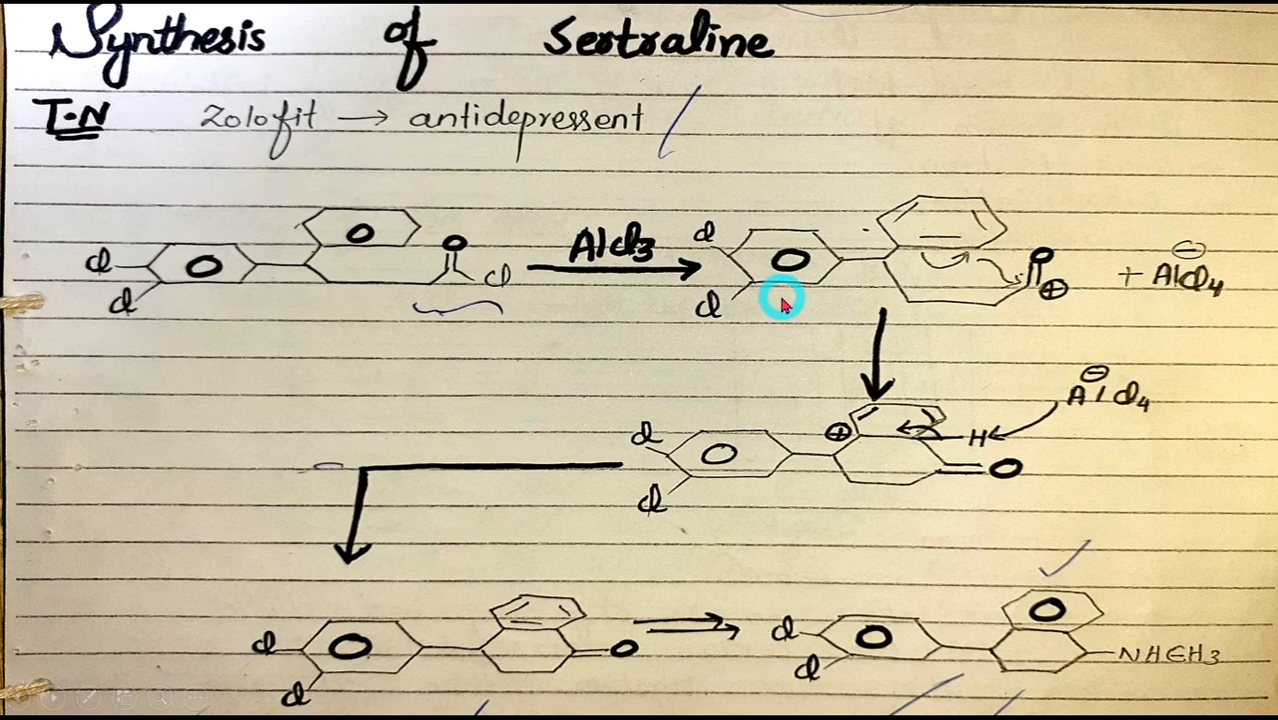 Synthesis of Sertraline
T.N Zolofit → antidepressent /
Cl Cl O Cl AlCl3 Cl Cl O ⊕ + AlCl4 ⊖
Cl Cl ⊕ H O AlCl4 ⊖
Cl Cl O Cl Cl NHCH3